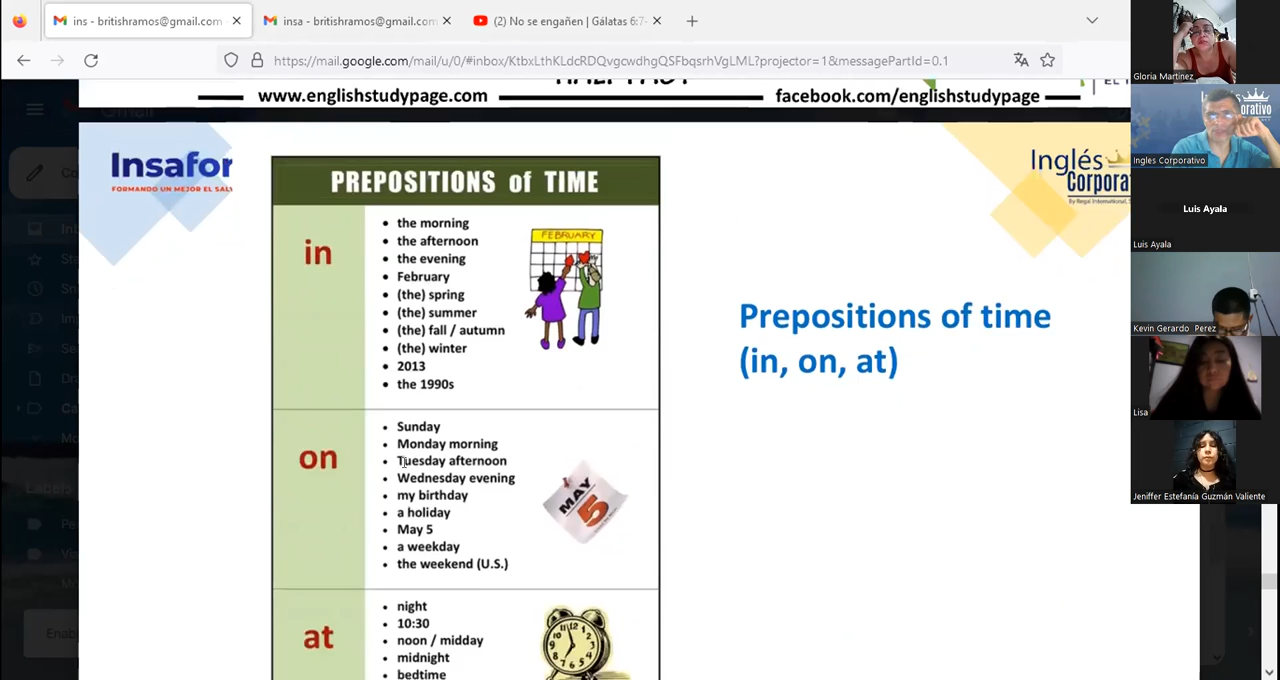 ins - britishramos@gmail.com
insa - britishramos@gmail.com
(2) No se engañen | Gálatas 6:7-
https://mail.google.com/mail/u/0/#inbox/KtbxLthKLdcRDQvgcwdhgQSFbqsrhVgLML?projector=1&messagePartId=0.1
www.englishstudypage.com
facebook.com/englishstudypage
Insafor
FORMANDO UN MEJOR EL SAL
Inglés
Corporativo
PREPOSITIONS of TIME
in
the morning
the afternoon
the evening
February
(the) spring
(the) summer
(the) fall / autumn
(the) winter
2013
the 1990s
FEBRUARY
on
Sunday
Monday morning
Tuesday afternoon
Wednesday evening
my birthday
a holiday
May 5
a weekday
the weekend (U.S.)
MAY
5
at
night
10:30
noon / midday
midnight
bedtime
Prepositions of time
(in, on, at)
Gloria Martinez
Ingles Corporativo
Luis Ayala
Luis Ayala
Kevin Gerardo Perez
Lisa
Jeniffer Estefanía Guzmán Valiente